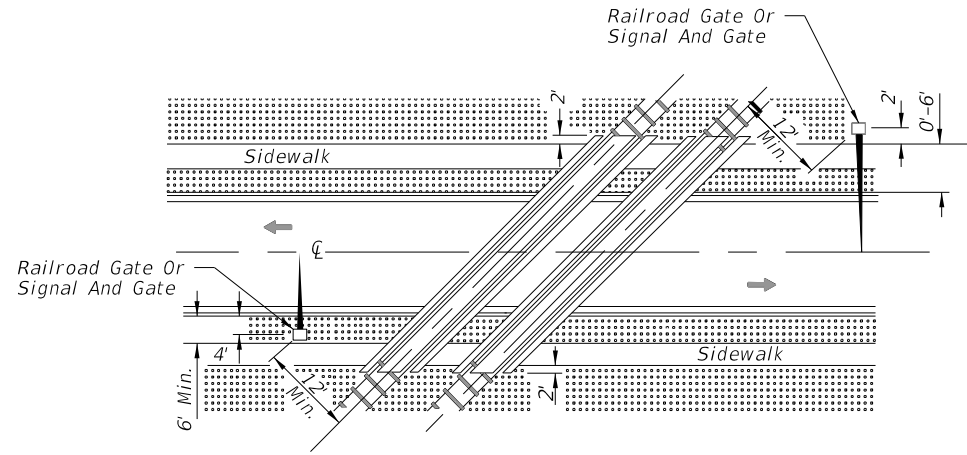 Railroad Gate Or
Signal And Gate
2'
2'
0'-6'
12'
Min.
Sidewalk
℄
Railroad Gate Or
Signal And Gate
4'
Sidewalk
6' Min.
12'
Min.
2'